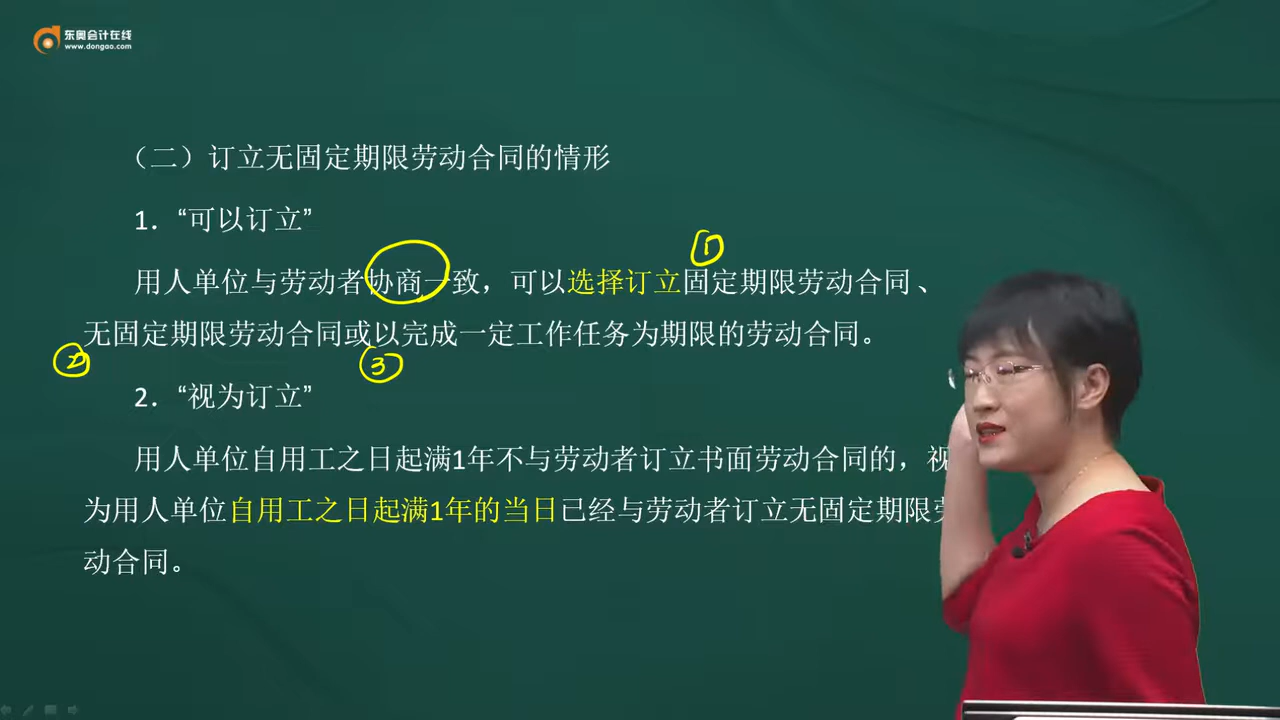 东奥会计在线
www.dongao.com
（二）订立无固定期限劳动合同的情形
1．“可以订立”
①
用人单位与劳动者协商一致，可以选择订立固定期限劳动合同、
无固定期限劳动合同或以完成一定工作任务为期限的劳动合同。
② ③
2．“视为订立”
用人单位自用工之日起满1年不与劳动者订立书面劳动合同的，视
为用人单位自用工之日起满1年的当日已经与劳动者订立无固定期限劳
动合同。